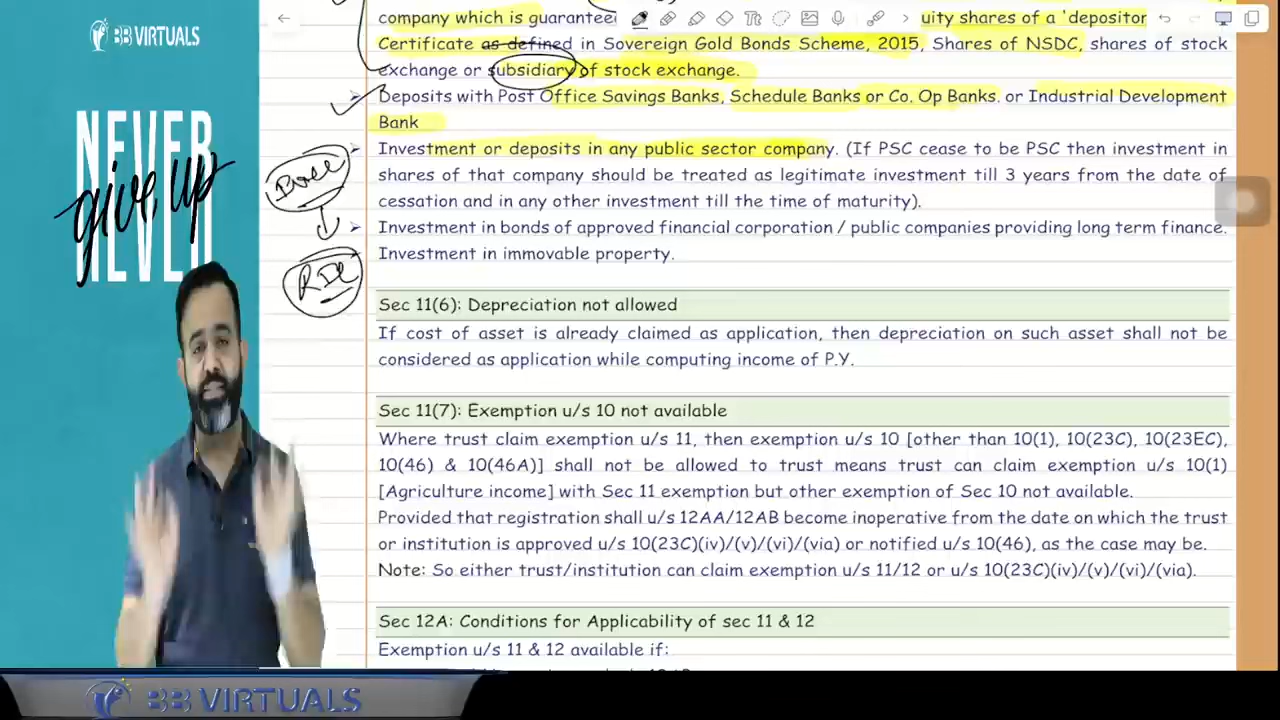 BB VIRTUALS
NEVER
give up
NEVER
company which is guarantee uity shares of a 'depositor
Certificate as defined in Sovereign Gold Bonds Scheme, 2015, Shares of NSDC, shares of stock
exchange or subsidiary of stock exchange.
Deposits with Post Office Savings Banks, Schedule Banks or Co. Op Banks. or Industrial Development
Bank
Investment or deposits in any public sector company. (If PSC cease to be PSC then investment in
shares of that company should be treated as legitimate investment till 3 years from the date of
cessation and in any other investment till the time of maturity).
Investment in bonds of approved financial corporation / public companies providing long term finance.
Investment in immovable property.
Sec 11(6): Depreciation not allowed
If cost of asset is already claimed as application, then depreciation on such asset shall not be
considered as application while computing income of P.Y.
Sec 11(7): Exemption u/s 10 not available
Where trust claim exemption u/s 11, then exemption u/s 10 [other than 10(1), 10(23C), 10(23EC),
10(46) & 10(46A)] shall not be allowed to trust means trust can claim exemption u/s 10(1)
[Agriculture income] with Sec 11 exemption but other exemption of Sec 10 not available.
Provided that registration shall u/s 12AA/12AB become inoperative from the date on which the trust
or institution is approved u/s 10(23C)(iv)/(v)/(vi)/(via) or notified u/s 10(46), as the case may be.
Note: So either trust/institution can claim exemption u/s 11/12 or u/s 10(23C)(iv)/(v)/(vi)/(via).
Sec 12A: Conditions for Applicability of sec 11 & 12
Exemption u/s 11 & 12 available if:
BB VIRTUALS